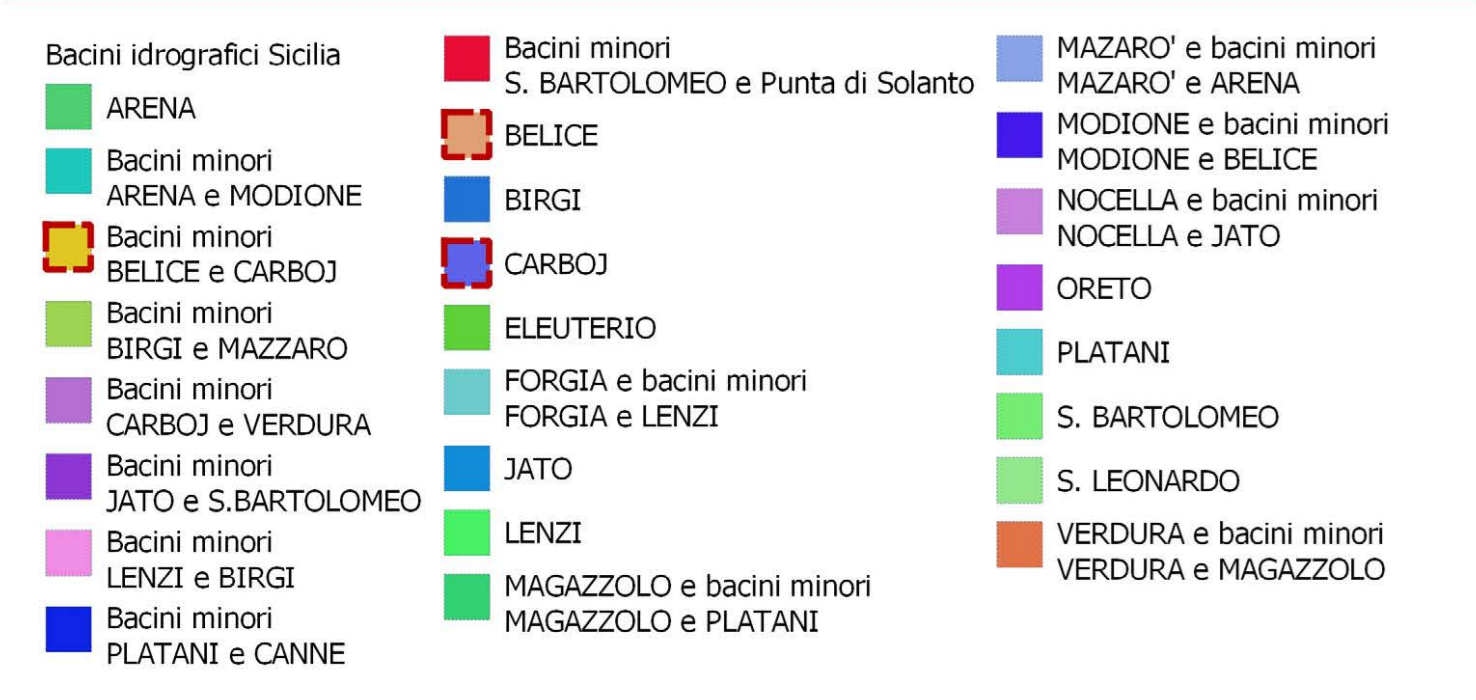 Bacini idrografici Sicilia
ARENA
Bacini minori
ARENA e MODIONE
Bacini minori
BELICE e CARBOJ
Bacini minori
BIRGI e MAZZARO
Bacini minori
CARBOJ e VERDURA
Bacini minori
JATO e S.BARTOLOMEO
Bacini minori
LENZI e BIRGI
Bacini minori
PLATANI e CANNE
Bacini minori
S. BARTOLOMEO e Punta di Solanto
BELICE
BIRGI
CARBOJ
ELEUTERIO
FORGIA e bacini minori
FORGIA e LENZI
JATO
LENZI
MAGAZZOLO e bacini minori
MAGAZZOLO e PLATANI
MAZARO' e bacini minori
MAZARO' e ARENA
MODIONE e bacini minori
MODIONE e BELICE
NOCELLA e bacini minori
NOCELLA e JATO
ORETO
PLATANI
S. BARTOLOMEO
S. LEONARDO
VERDURA e bacini minori
VERDURA e MAGAZZOLO